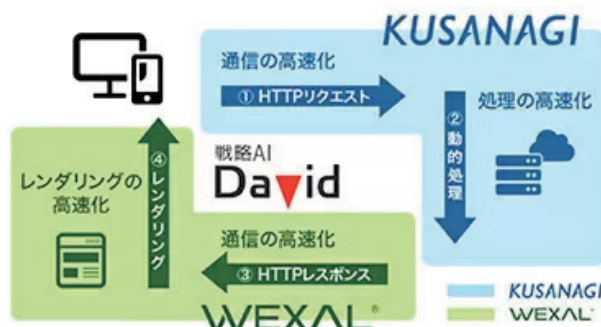 KUSANAGI
通信の高速化
① HTTPリクエスト
処理の高速化
② 動的処理
戦略AI
David
レンダリングの
高速化
④ レンダリング
通信の高速化
③ HTTPレスポンス
WEXAL®
KUSANAGI
WEXAL®